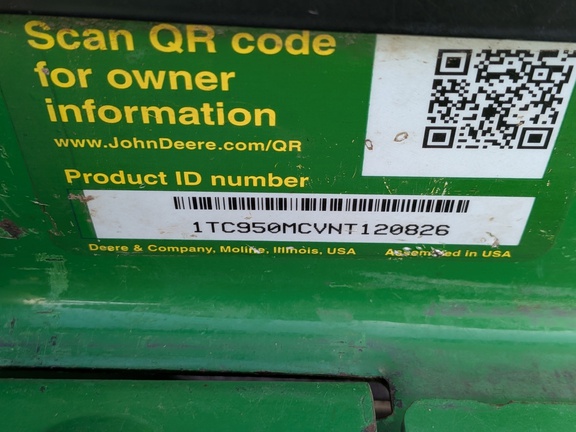 Scan QR code
for owner
information
www.JohnDeere.com/QR
Product ID number
1TC950MCVNT120826
Deere & Company, Moline, Illinois, USA Assembled in USA